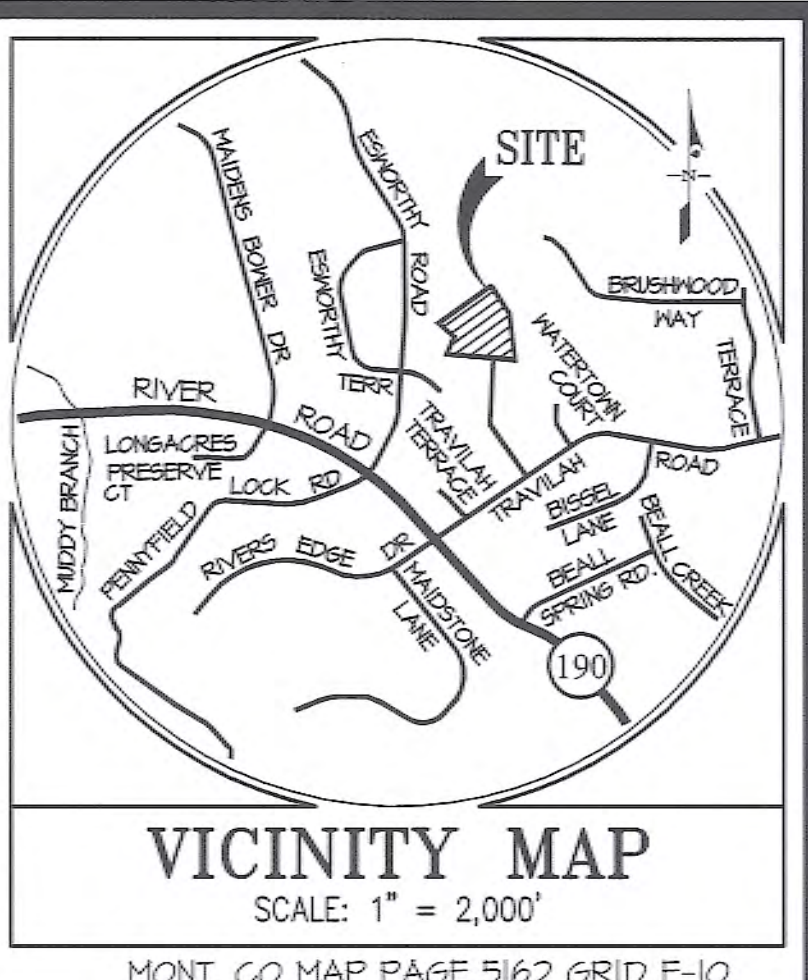 SITE
MAIDENS BOWER DR
ESWORTHY ROAD
ESWORTHY TERR
BRUSHWOOD WAY
TERRACE
WATERTOWN COURT
N
RIVER ROAD
LONGACRES PRESERVE CT
MUDDY BRANCH
PENNYFIELD LOCK RD
TRAVILAH TERRACE
TRAVILAH ROAD
BISSEL LANE
BEALL SPRING RD.
BEALL CREEK
RIVERS EDGE DR
MAIDSTONE LANE
190
VICINITY MAP
SCALE: 1" = 2,000'
MONT. CO MAP PAGE 5162 GRID